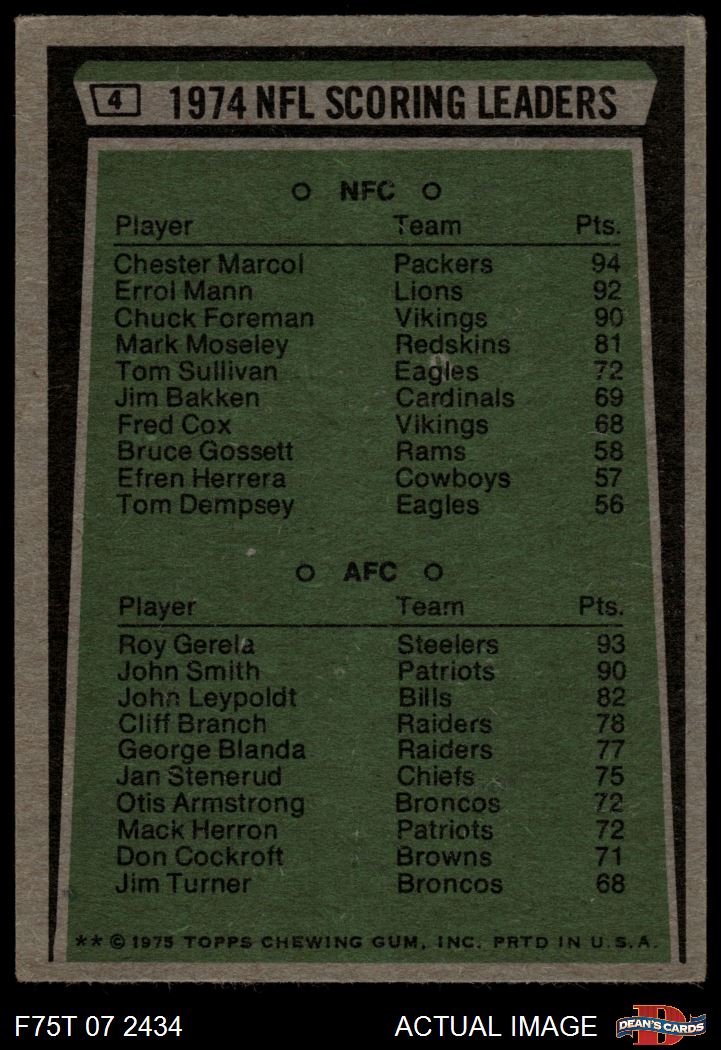 4 1974 NFL SCORING LEADERS
O NFC O
Player Team Pts.
Chester Marcol Packers 94
Errol Mann Lions 92
Chuck Foreman Vikings 90
Mark Moseley Redskins 81
Tom Sullivan Eagles 72
Jim Bakken Cardinals 69
Fred Cox Vikings 68
Bruce Gossett Rams 58
Efren Herrera Cowboys 57
Tom Dempsey Eagles 56
O AFC O
Player Team Pts.
Roy Gerela Steelers 93
John Smith Patriots 90
John Leypoldt Bills 82
Cliff Branch Raiders 78
George Blanda Raiders 77
Jan Stenerud Chiefs 75
Otis Armstrong Broncos 72
Mack Herron Patriots 72
Don Cockroft Browns 71
Jim Turner Broncos 68
** © 1975 TOPPS CHEWING GUM, INC. PRTD IN U.S.A.
F75T 07 2434 ACTUAL IMAGE D DEAN'S CARDS